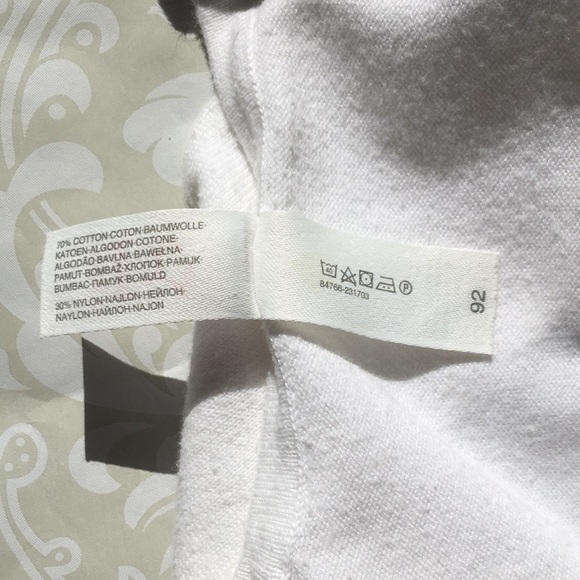 70% COTTON·COTON·BAUMWOLLE·
KATOEN·ALGODON·COTONE·
ALGODÃO·BAVLNA·BAWEŁNA·
PAMUT·BOMBAŽ·ХЛОПОК·PAMUK·
BUMBAC·ПАМУК·BOMULD
30% NYLON·NAJLON·НЕЙЛОН·
NAYLON·НАЙЛОН·NAJON
40
P
84766-231703
92